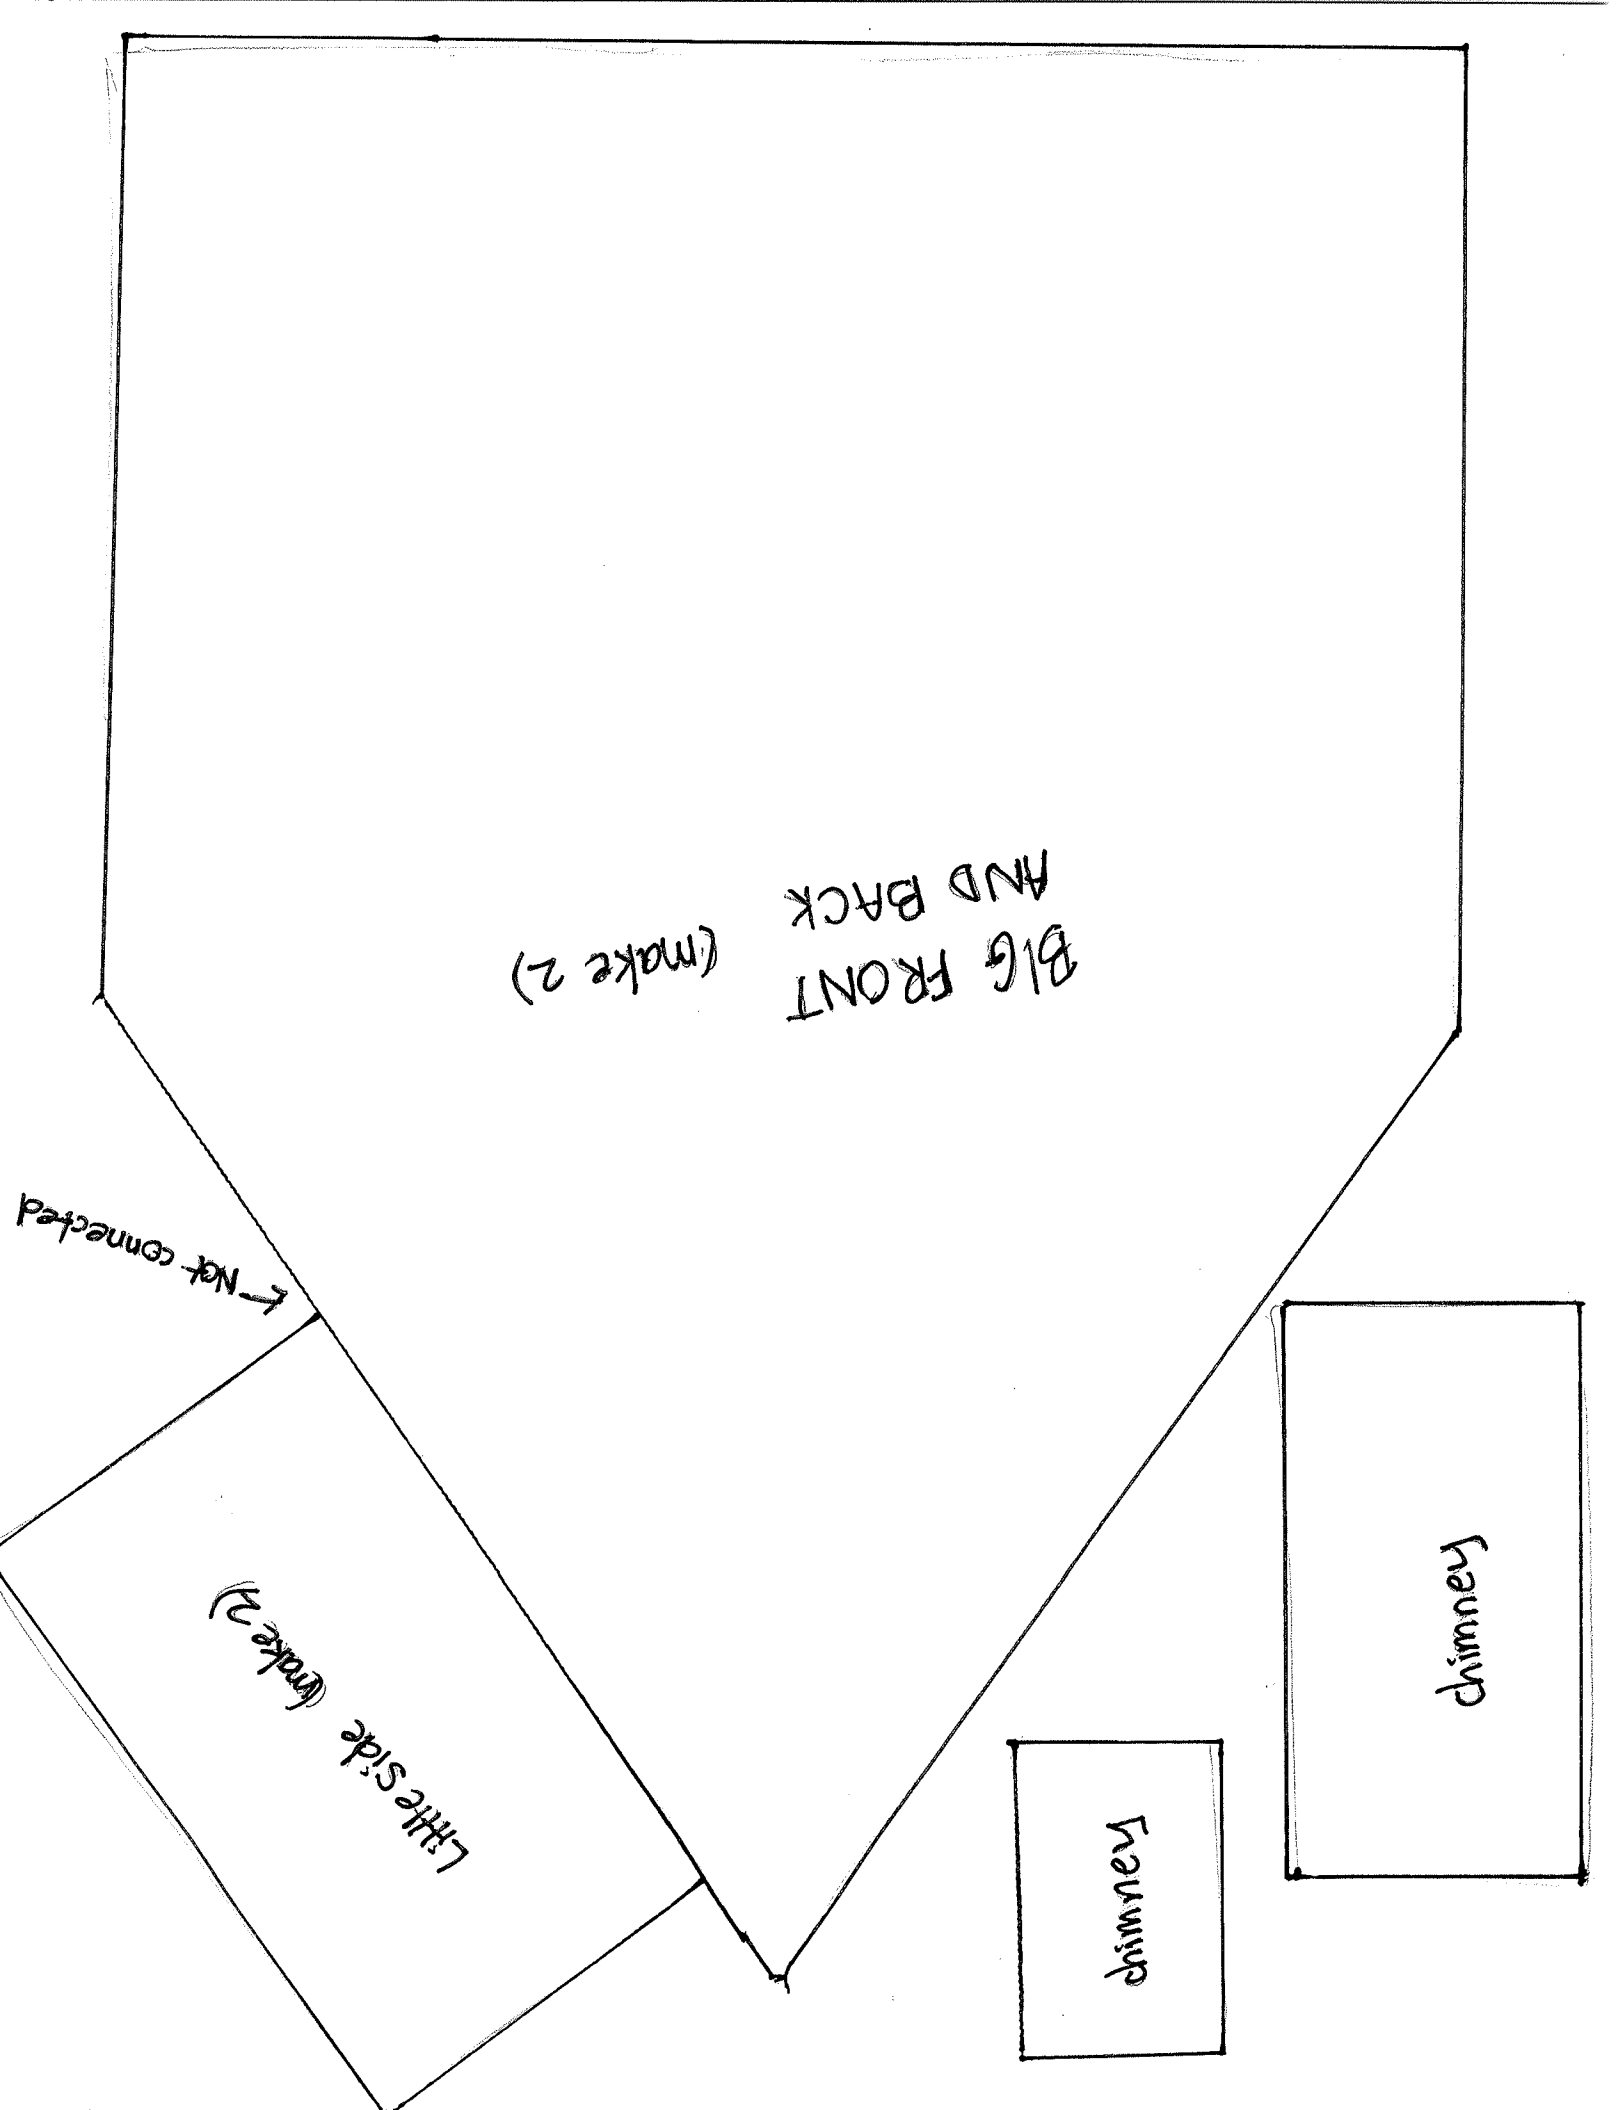 BIG FRONT
AND BACK
(make 2)
← Not connected
Little side (make 2)
chimney
chimney